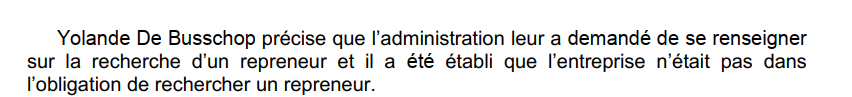 Yolande De Busschop précise que l’administration leur a demandé de se renseigner
sur la recherche d’un repreneur et il a été établi que l’entreprise n’était pas dans
l’obligation de rechercher un repreneur.